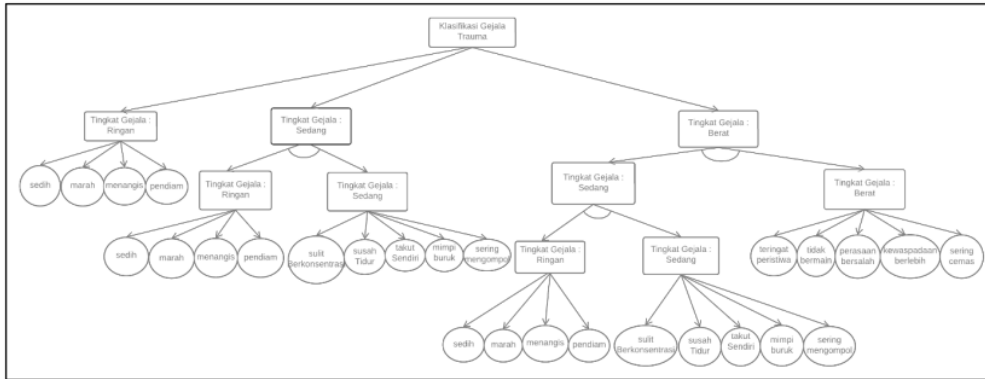 Klasifikasi Gejala
Trauma
Tingkat Gejala :
Ringan
Tingkat Gejala :
Sedang
Tingkat Gejala :
Berat
sedih
marah
menangis
pendiam
Tingkat Gejala :
Ringan
Tingkat Gejala :
Sedang
Tingkat Gejala :
Sedang
Tingkat Gejala :
Berat
sedih
marah
menangis
pendiam
sulit
Berkonsentrasi
susah
Tidur
takut
Sendiri
mimpi
buruk
sering
mengompol
Tingkat Gejala :
Ringan
Tingkat Gejala :
Sedang
teringat
peristiwa
tidak
bermain
perasaan
bersalah
kewaspadaan
berlebih
sering
cemas
sedih
marah
menangis
pendiam
sulit
Berkonsentrasi
susah
Tidur
takut
Sendiri
mimpi
buruk
sering
mengompol